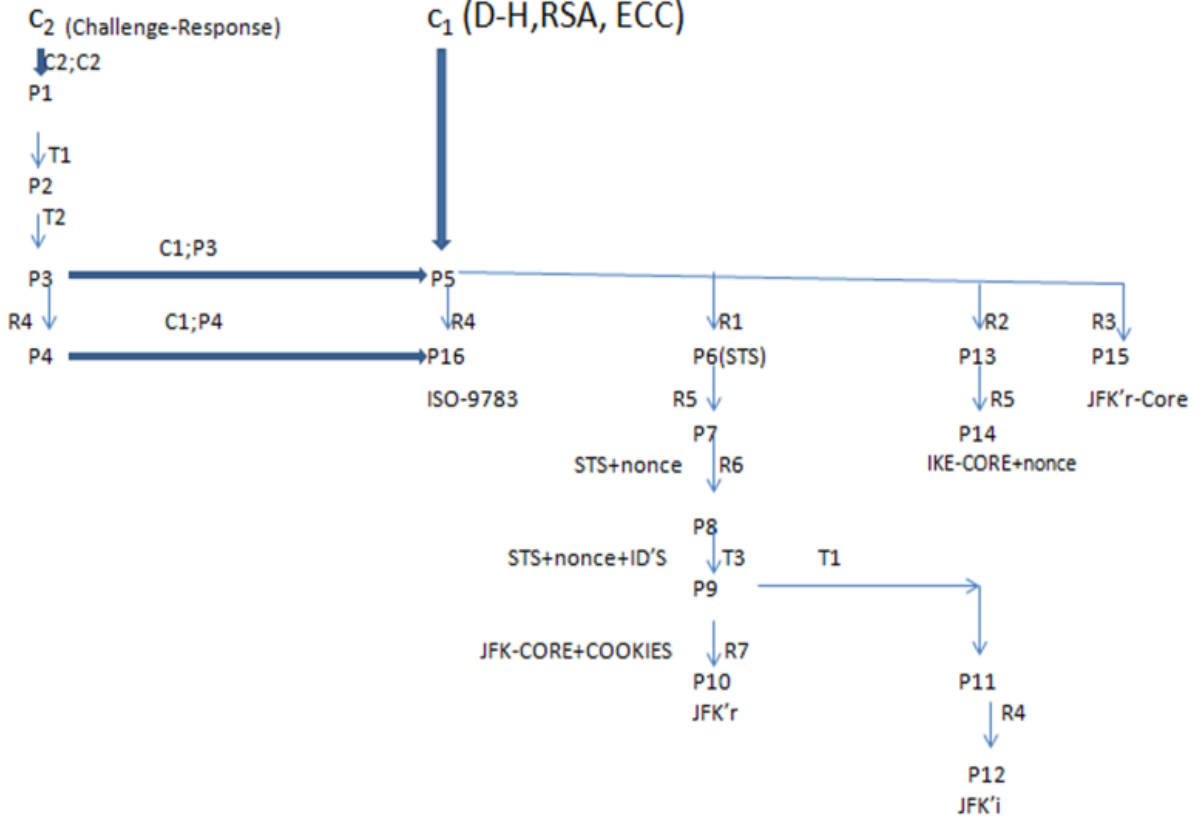 c2 (Challenge-Response) c1 (D-H,RSA, ECC)
C2;C2
P1
T1
P2
T2
C1;P3
P3 P5
R4 C1;P4 R4 R1 R2 R3
P4 P16 P6(STS) P13 P15
ISO-9783 R5 R5 JFK'r-Core
P7 P14
STS+nonce R6 IKE-CORE+nonce
P8
STS+nonce+ID'S T3 T1
P9
JFK-CORE+COOKIES R7
P10 P11
JFK'r R4
P12
JFK'i